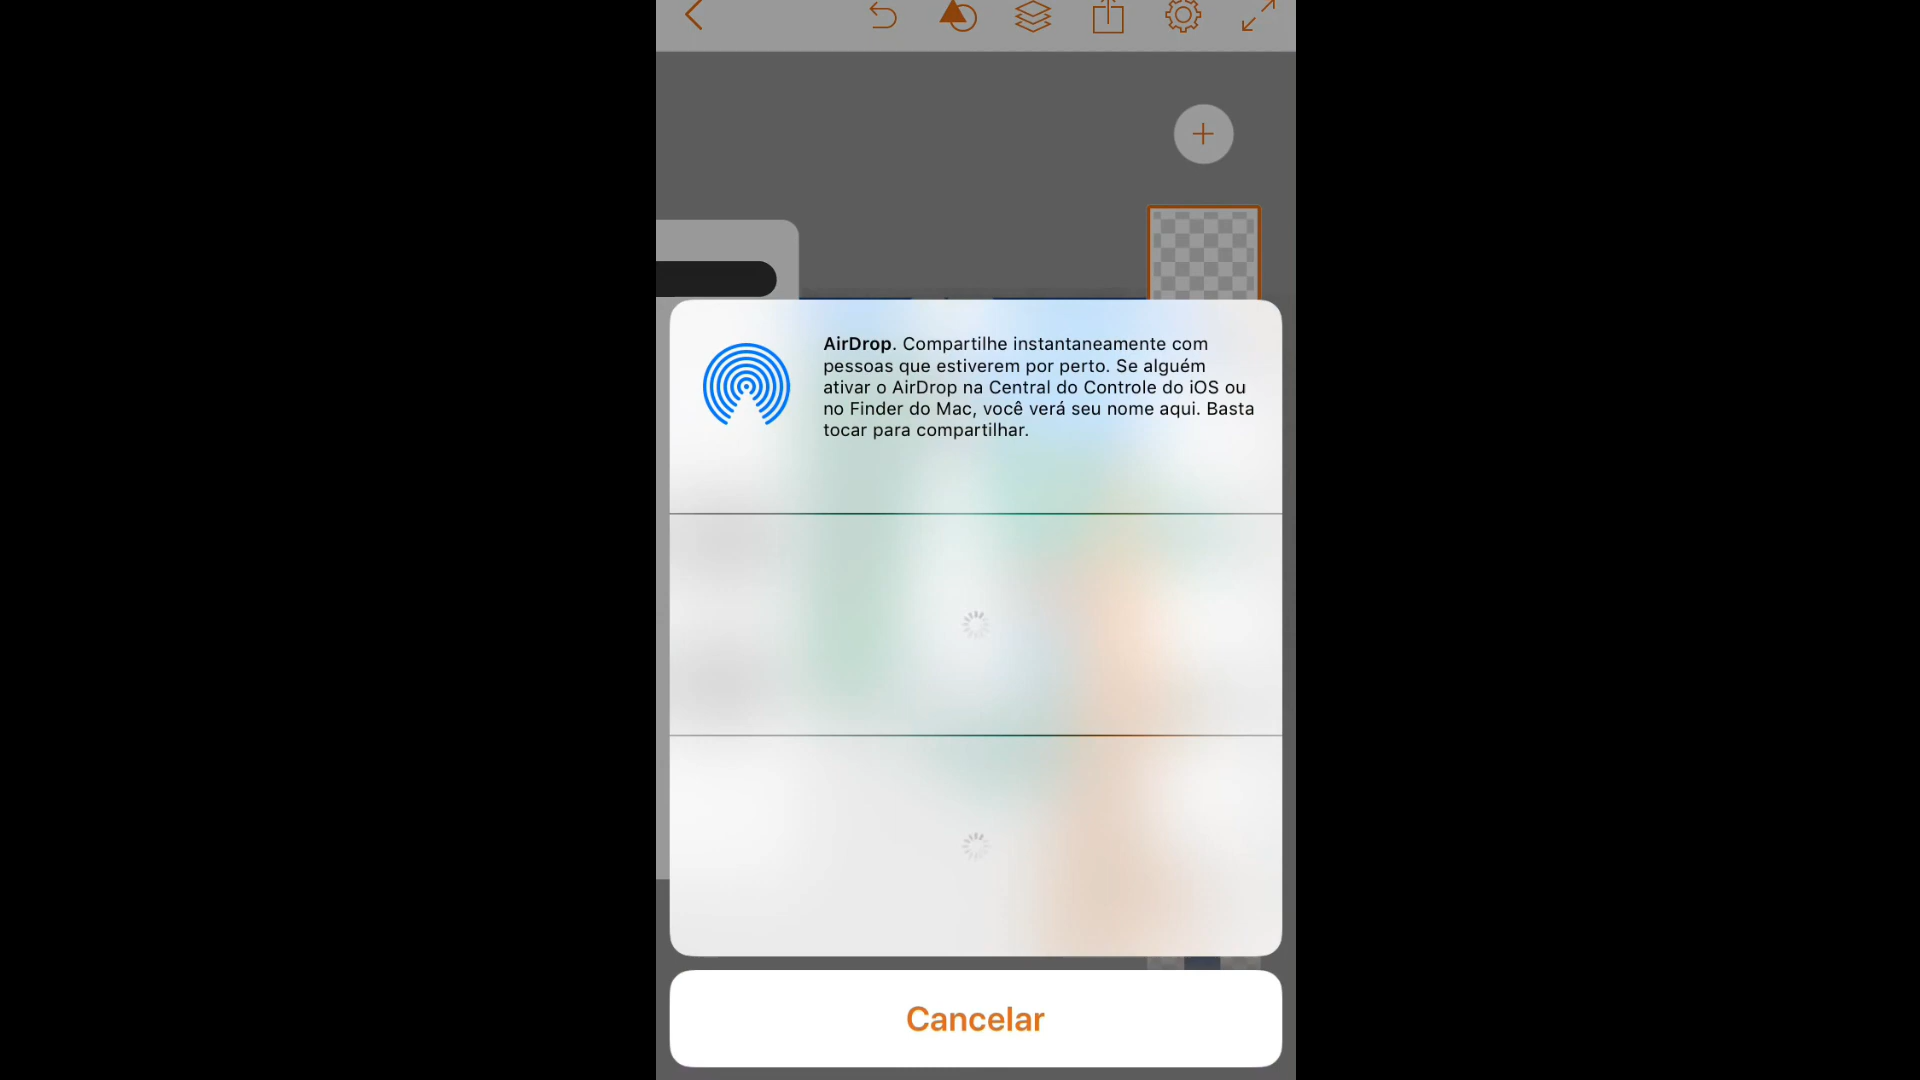 AirDrop. Compartilhe instantaneamente com
pessoas que estiverem por perto. Se alguém
ativar o AirDrop na Central do Controle do iOS ou
no Finder do Mac, você verá seu nome aqui. Basta
tocar para compartilhar.
Cancelar